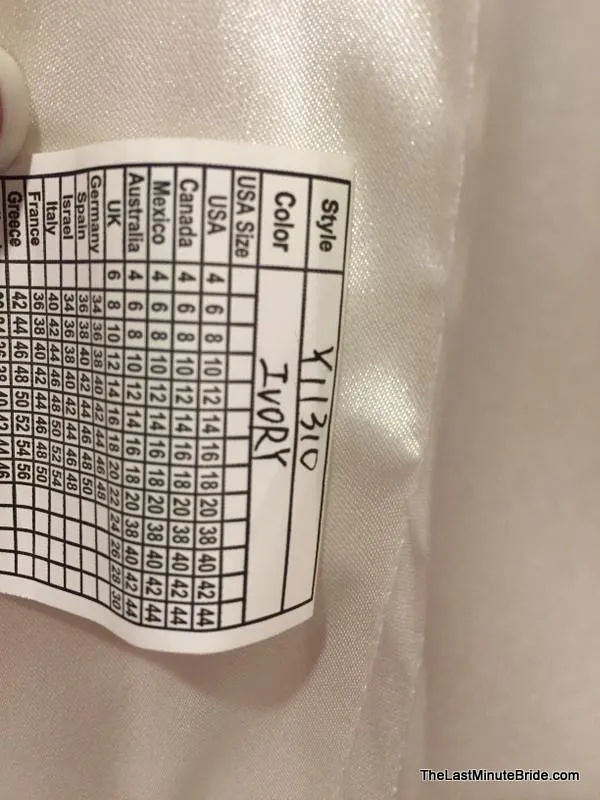 Style Y11310
Color IVORY
USA Size
USA 4 6 8 10 12 14 16 18 20 38 40 42 44
Canada 4 6 8 10 12 14 16 18 20 38 40 42 44
Mexico 4 6 8 10 12 14 16 18 20 38 40 42 44
Australia 4 6 8 10 12 14 16 18 20 38 40 42 44
UK 6 8 10 12 14 16 18 20 22 24 26 28 30
Germany 34 36 38 40 42 44 46 48
Spain 36 38 40 42 44 46 48 50
Israel 34 36 38 40 42 44 46 48
Italy 40 42 44 46 48 50 52 54
France 36 38 40 42 44 46 48 50
Greece 42 44 46 48 50 52 54 56
TheLastMinuteBride.com